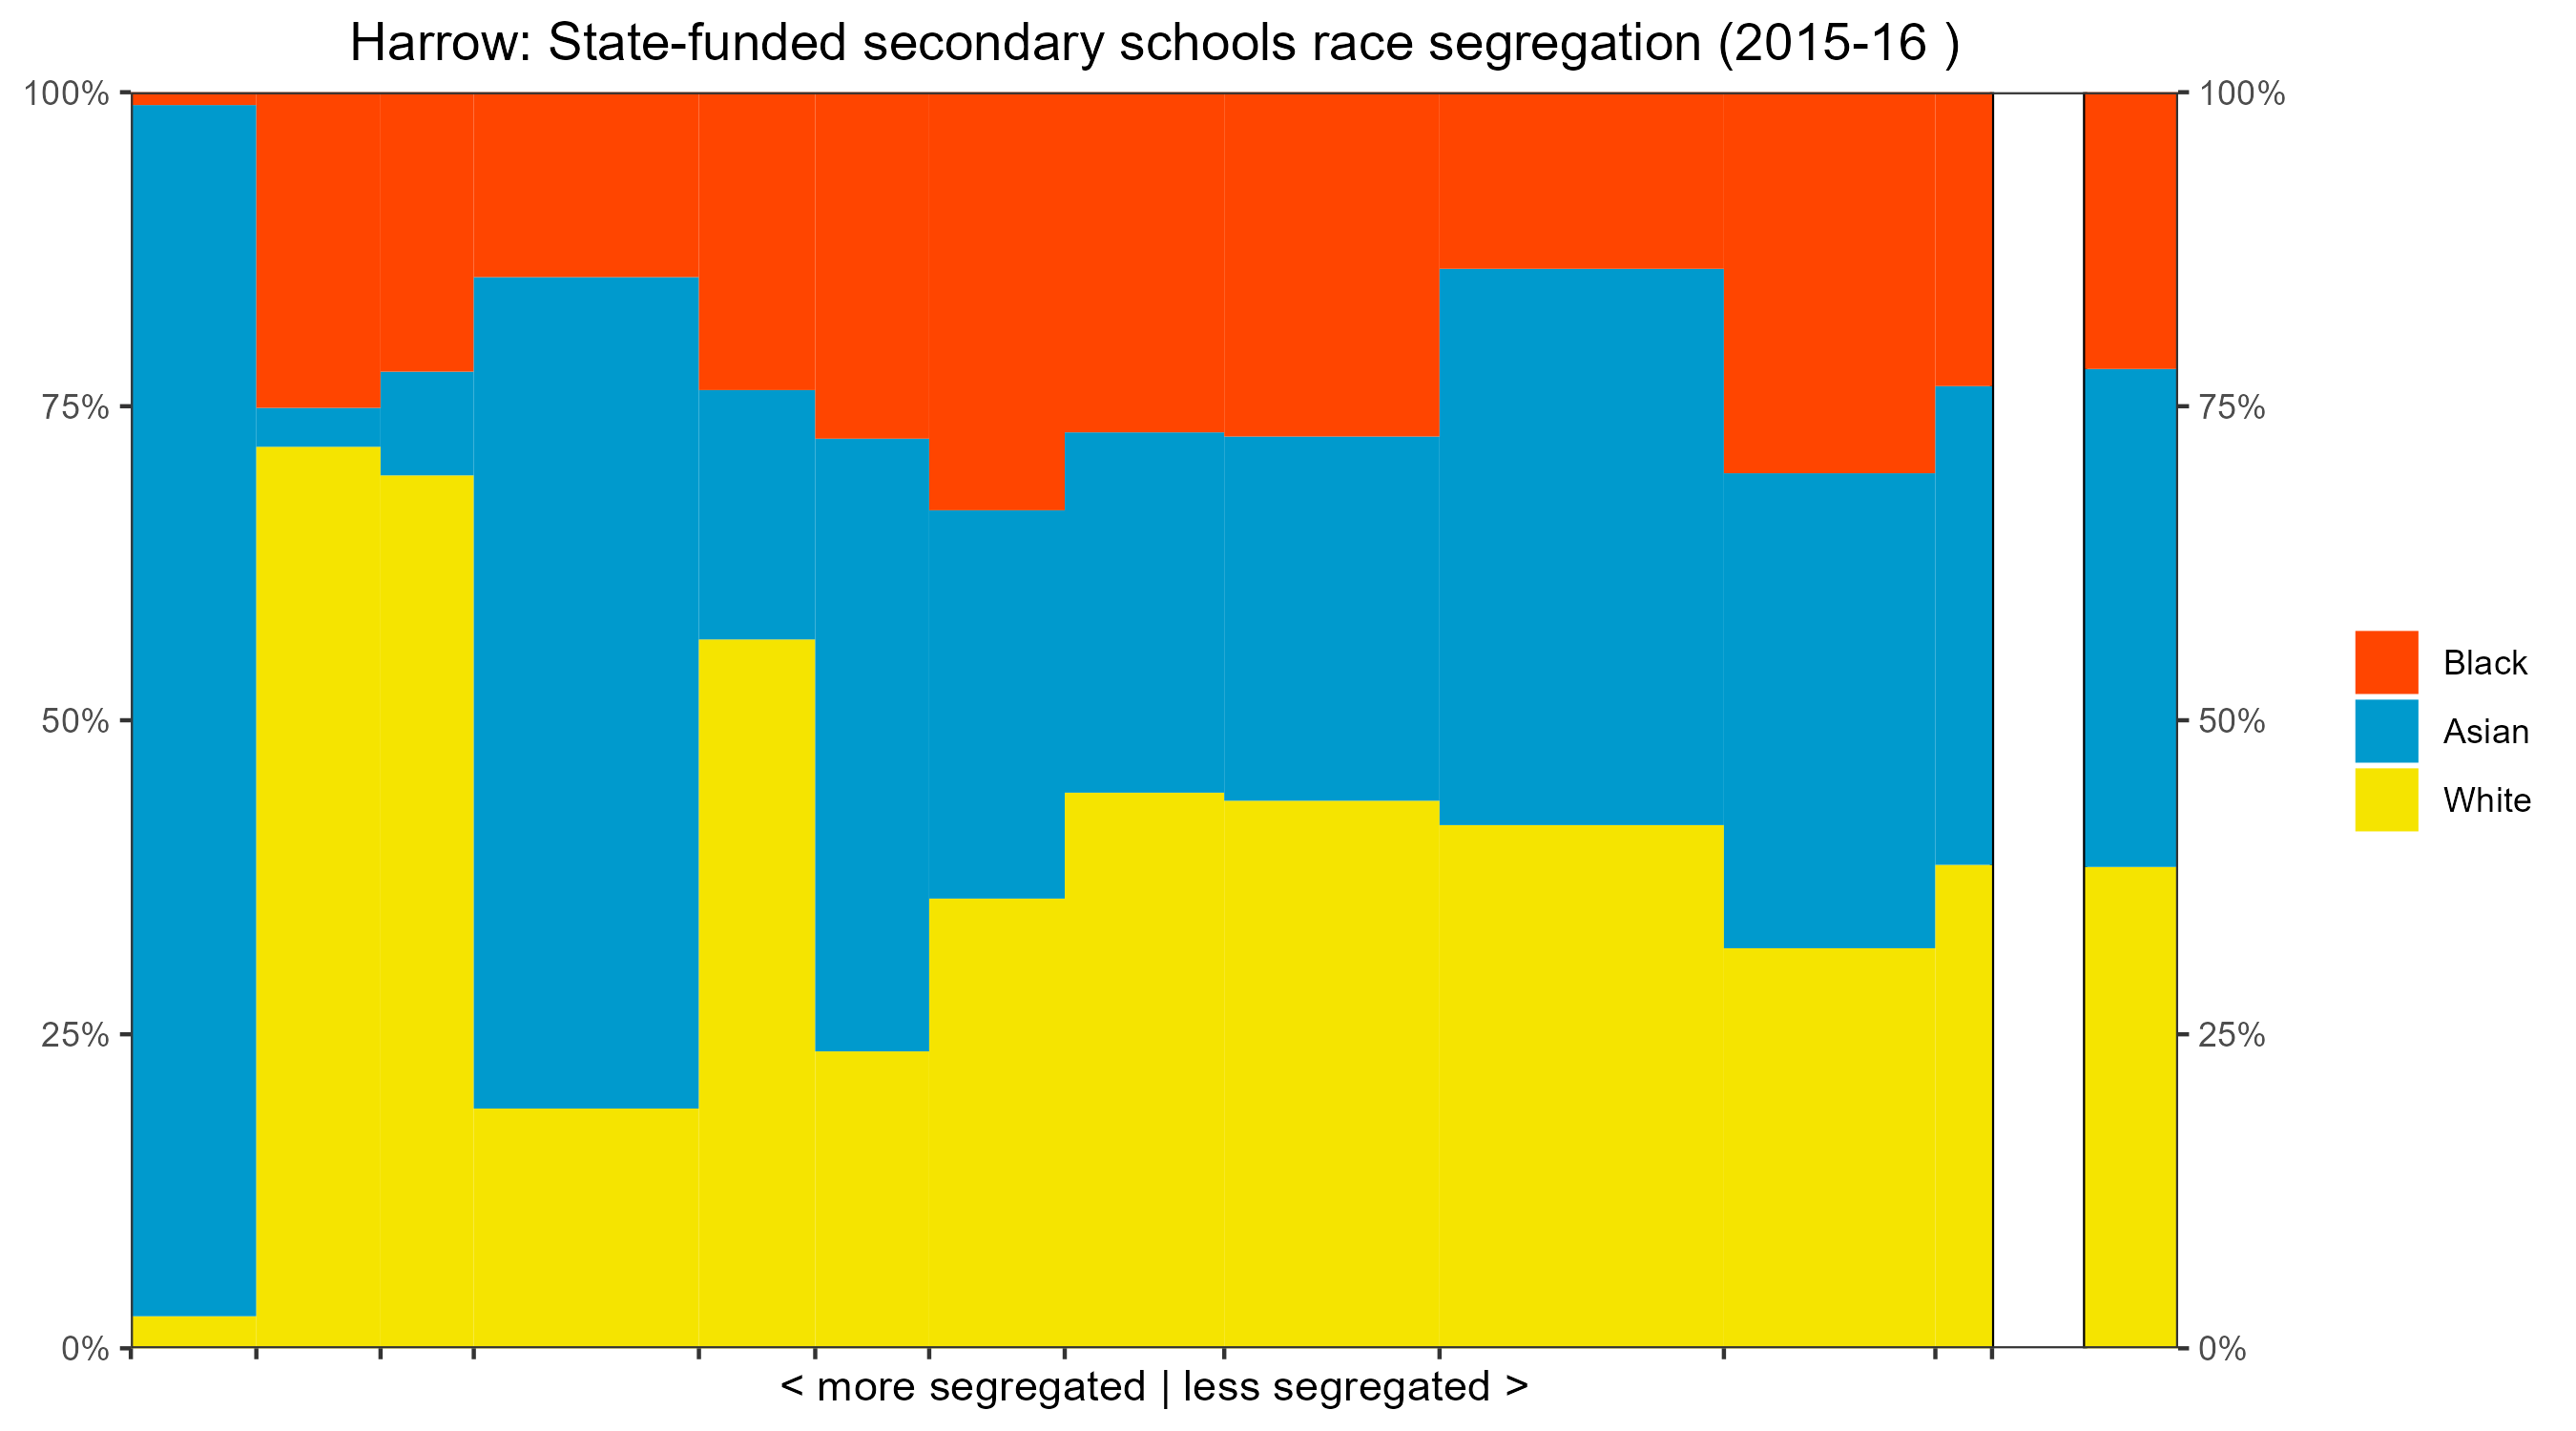 Harrow: State-funded secondary schools race segregation (2015-16 )
100%
75%
50%
25%
0%
100%
75%
50%
25%
0%
Black
Asian
White
< more segregated | less segregated >